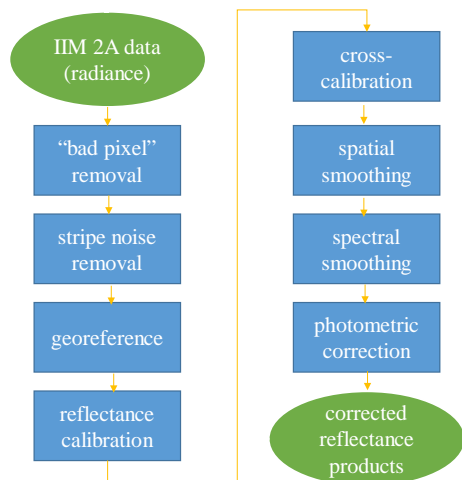 IIM 2A data
(radiance)
“bad pixel”
removal
stripe noise
removal
georeference
reflectance
calibration
cross-
calibration
spatial
smoothing
spectral
smoothing
photometric
correction
corrected
reflectance
products